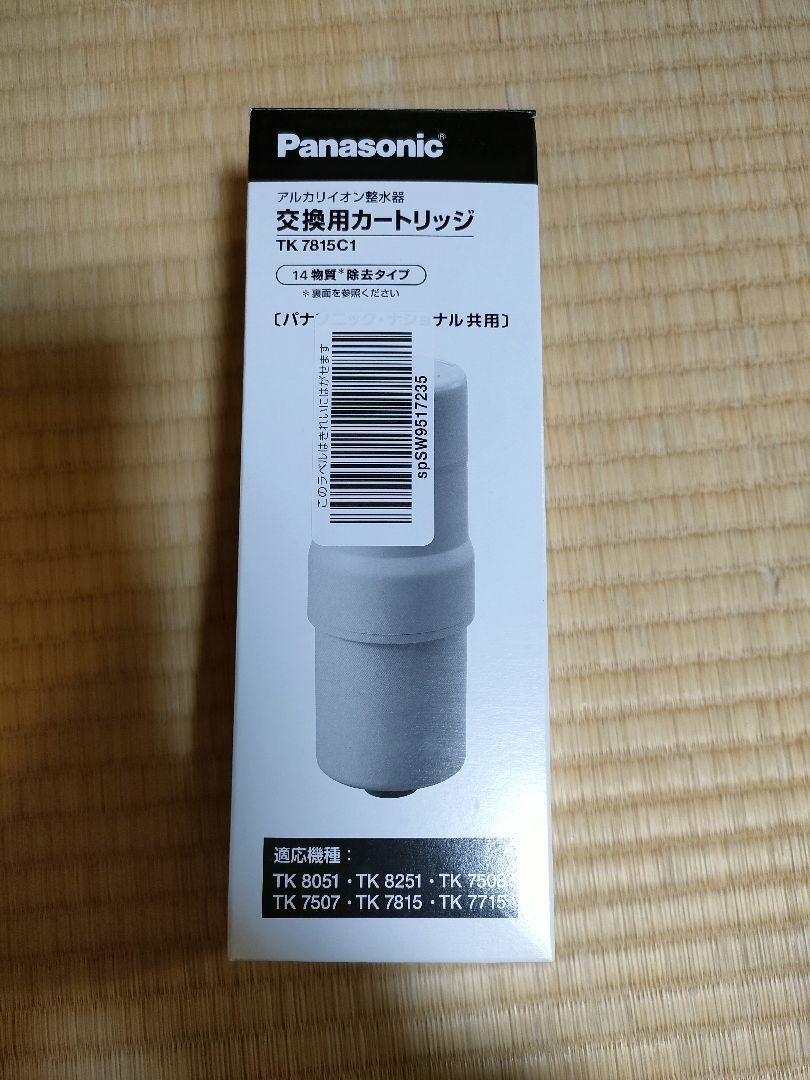 Panasonic®
アルカリイオン整水器
交換用カートリッジ
TK 7815C1
14物質*除去タイプ
*裏面を参照ください
〔パナソニック・ナショナル共用〕
このラベルはきれいにはがせます
spSW9517235
適応機種：
TK 8051・TK 8251・TK 7508
TK 7507・TK 7815・TK 7715